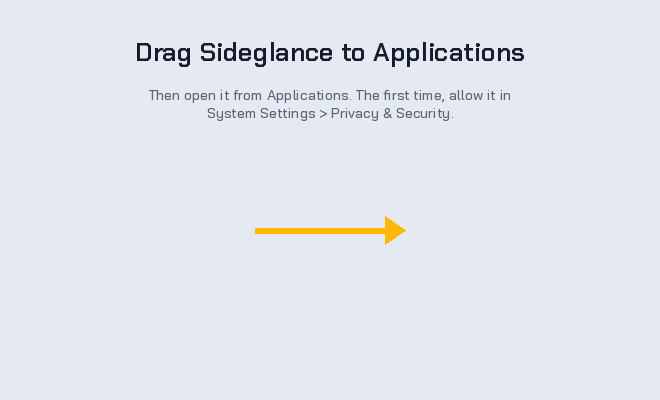 Drag Sideglance to Applications
Then open it from Applications. The first time, allow it in
System Settings > Privacy & Security.